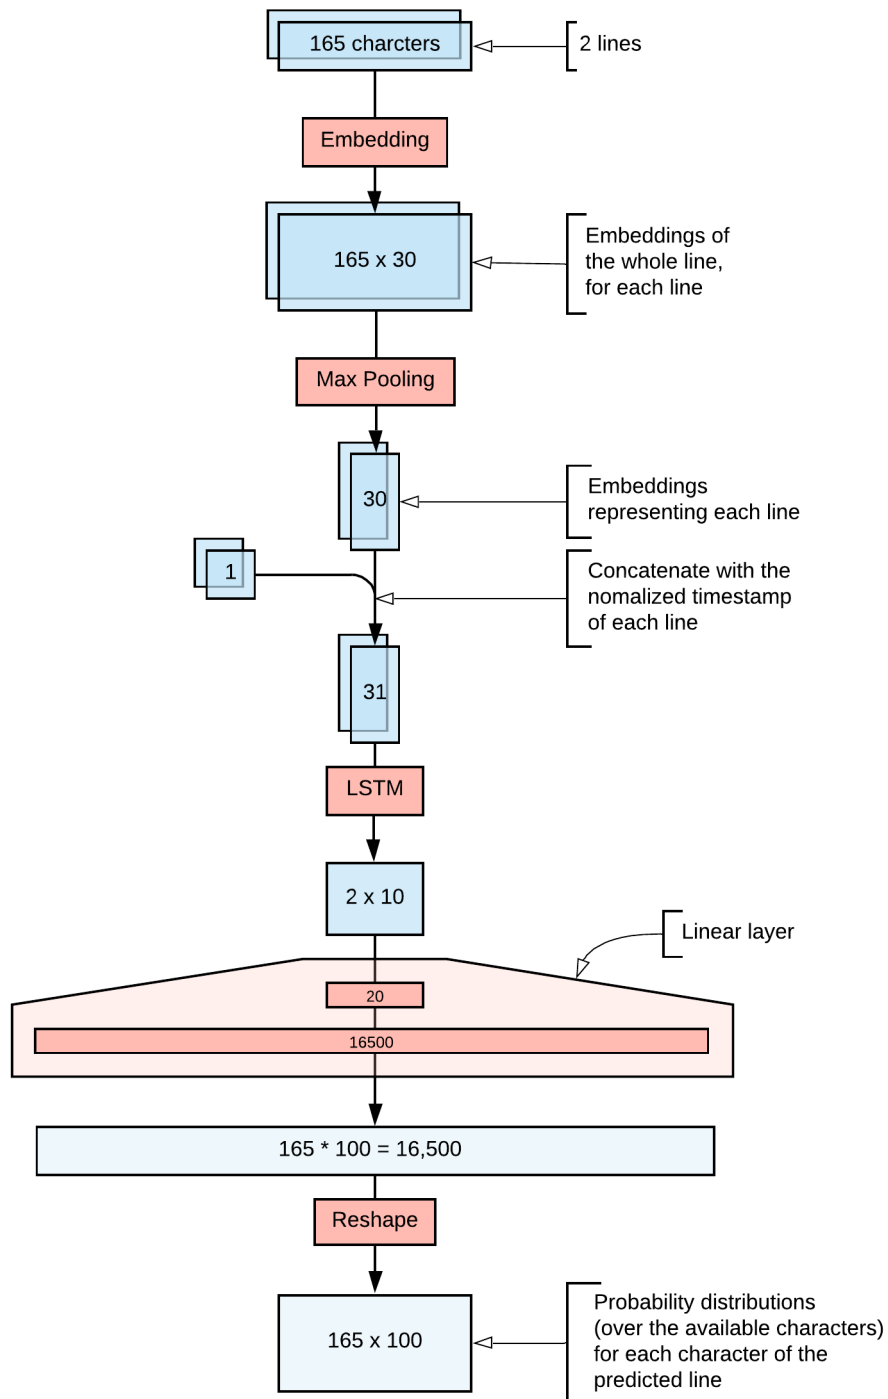 165 charcters
2 lines
Embedding
165 x 30
Embeddings of
the whole line,
for each line
Max Pooling
30
Embeddings
representing each line
1
Concatenate with the
nomalized timestamp
of each line
31
LSTM
2 x 10
Linear layer
20
16500
165 * 100 = 16,500
Reshape
165 x 100
Probability distributions
(over the available characters)
for each character of the
predicted line